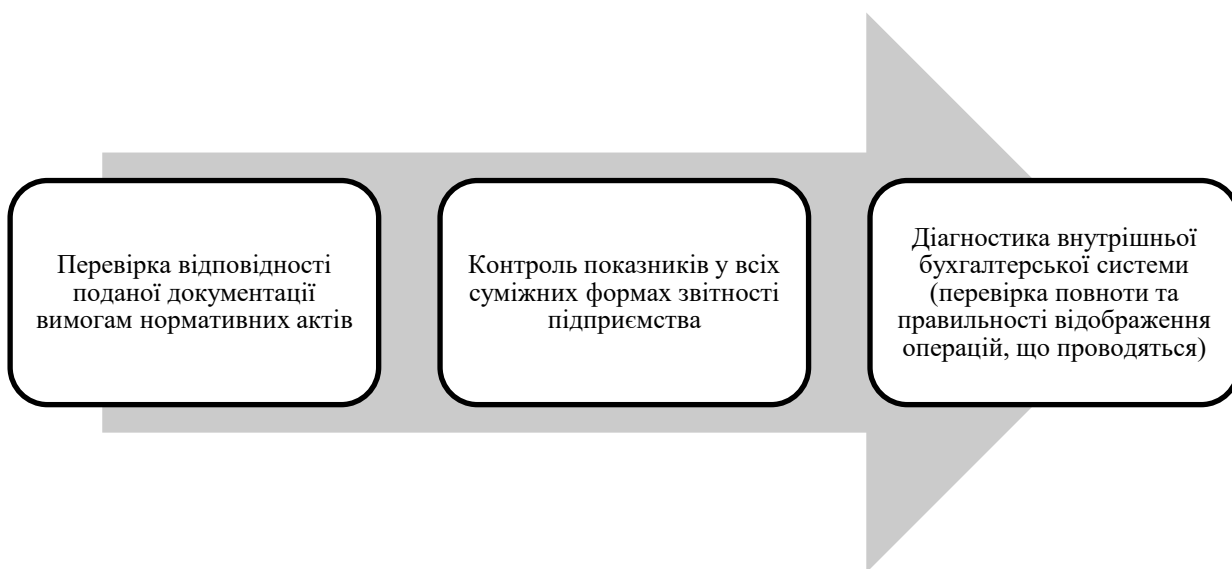 Перевірка відповідності
поданої документації
вимогам нормативних актів
Контроль показників у всіх
суміжних формах звітності
підприємства
Діагностика внутрішньої
бухгалтерської системи
(перевірка повноти та
правильності відображення
операцій, що проводяться)